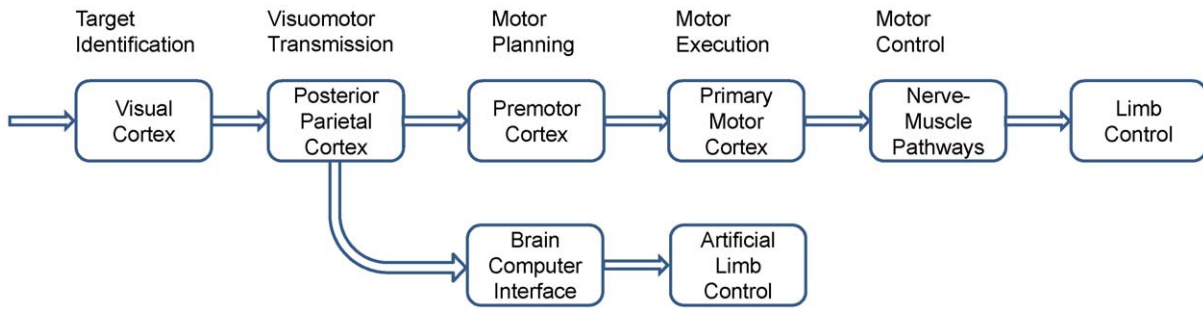 Target
Identification
Visuomotor
Transmission
Motor
Planning
Motor
Execution
Motor
Control
Visual
Cortex
Posterior
Parietal
Cortex
Premotor
Cortex
Primary
Motor
Cortex
Nerve-
Muscle
Pathways
Limb
Control
Brain
Computer
Interface
Artificial
Limb
Control